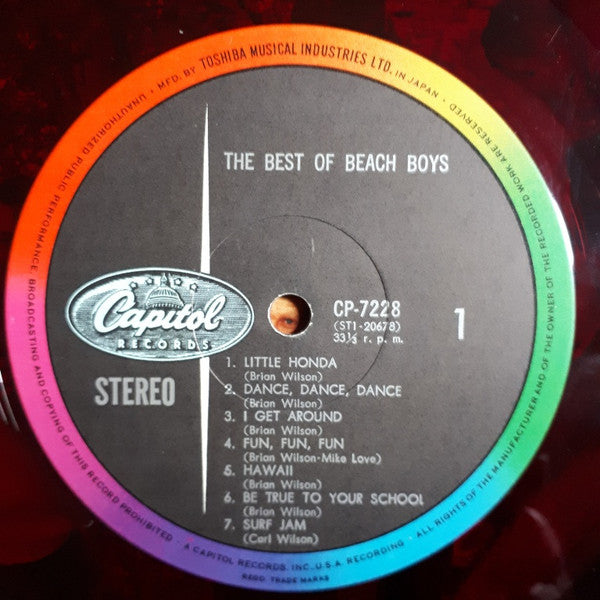 MFD. BY TOSHIBA MUSICAL INDUSTRIES LTD. IN JAPAN. • ALL RIGHTS OF THE MANUFACTURER AND OF THE OWNER OF THE RECORDED WORK ARE RESERVED
UNAUTHORIZED PUBLIC PERFORMANCE, BROADCASTING AND COPYING OF THIS RECORD PROHIBITED •
THE BEST OF BEACH BOYS
Capitol
RECORDS
STEREO
CP-7228
(ST1-20678)
33⅓ r. p. m.
1
1. LITTLE HONDA
(Brian Wilson)
2. DANCE, DANCE, DANCE
(Brian Wilson)
3. I GET AROUND
(Brian Wilson)
4. FUN, FUN, FUN
(Brian Wilson-Mike Love)
5. HAWAII
(Brian Wilson)
6. BE TRUE TO YOUR SCHOOL
(Brian Wilson)
7. SURF JAM
(Carl Wilson)
• A CAPITOL RECORDS, INC., U.S.A. RECORDING •
REGD. TRADE MARKS